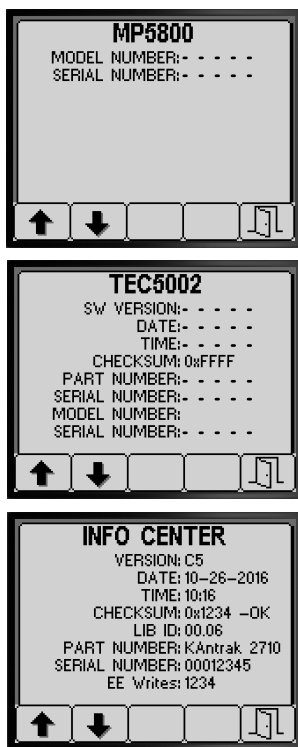 MP5800
MODEL NUMBER:- - - - -
SERIAL NUMBER:- - - - -
TEC5002
SW VERSION:- - - - -
DATE:- - - - -
TIME:- - - - -
CHECKSUM: 0xFFFF
PART NUMBER:- - - - -
SERIAL NUMBER:- - - - -
MODEL NUMBER:
SERIAL NUMBER:- - - - -
INFO CENTER
VERSION: C5
DATE: 10-26-2016
TIME: 10:16
CHECKSUM: 0x1234 -OK
LIB ID: 00.06
PART NUMBER: KAntrak 2710
SERIAL NUMBER: 00012345
EE Writes: 1234